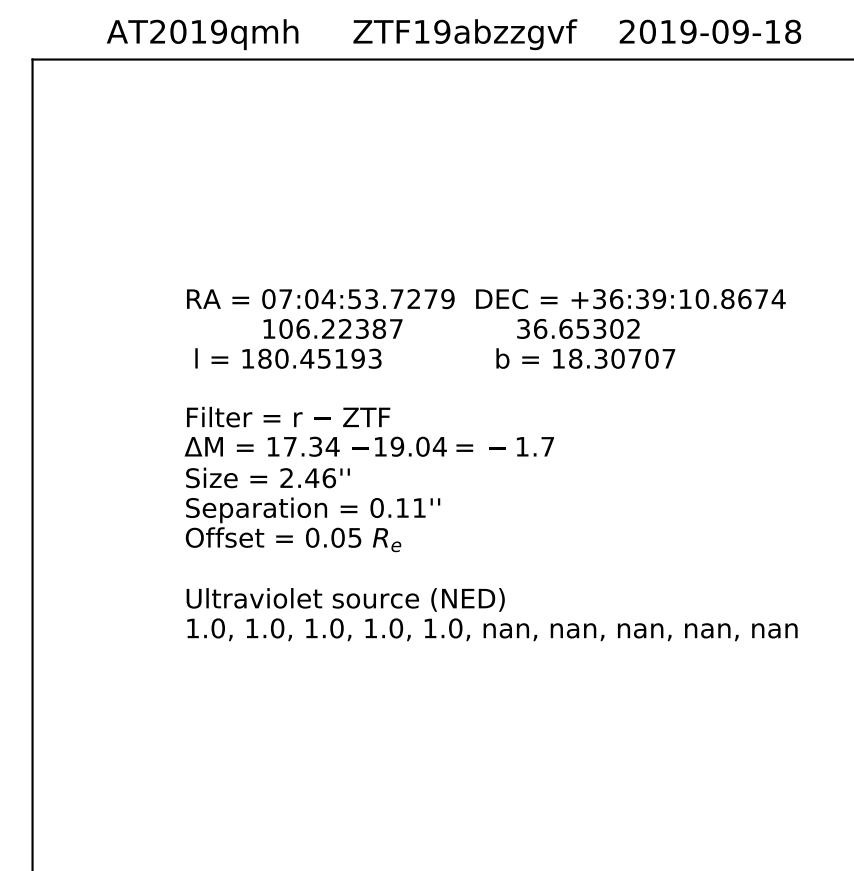 AT2019qmh ZTF19abzzgvf 2019-09-18
RA = 07:04:53.7279 DEC = +36:39:10.8674
106.22387 36.65302
l = 180.45193 b = 18.30707
Filter = r − ZTF
ΔM = 17.34 −19.04 = − 1.7
Size = 2.46''
Separation = 0.11''
Offset = 0.05 Re
Ultraviolet source (NED)
1.0, 1.0, 1.0, 1.0, 1.0, nan, nan, nan, nan, nan